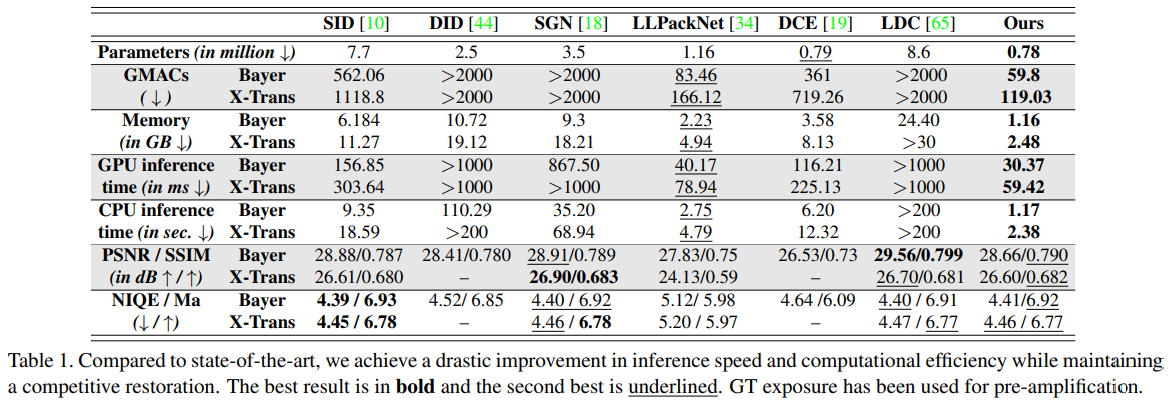 SID [10] DID [44] SGN [18] LLPackNet [34] DCE [19] LDC [65] Ours
Parameters (in million ↓) 7.7 2.5 3.5 1.16 0.79 8.6 0.78
GMACs Bayer 562.06 >2000 >2000 83.46 361 >2000 59.8
(↓) X-Trans 1118.8 >2000 >2000 166.12 719.26 >2000 119.03
Memory Bayer 6.184 10.72 9.3 2.23 3.58 24.40 1.16
(in GB ↓) X-Trans 11.27 19.12 18.21 4.94 8.13 >30 2.48
GPU inference Bayer 156.85 >1000 867.50 40.17 116.21 >1000 30.37
time (in ms ↓) X-Trans 303.64 >1000 >1000 78.94 225.13 >1000 59.42
CPU inference Bayer 9.35 110.29 35.20 2.75 6.20 >200 1.17
time (in sec. ↓) X-Trans 18.59 >200 68.94 4.79 12.32 >200 2.38
PSNR / SSIM Bayer 28.88/0.787 28.41/0.780 28.91/0.789 27.83/0.75 26.53/0.73 29.56/0.799 28.66/0.790
(in dB ↑ / ↑) X-Trans 26.61/0.680 – 26.90/0.683 24.13/0.59 – 26.70/0.681 26.60/0.682
NIQE / Ma Bayer 4.39 / 6.93 4.52/ 6.85 4.40 / 6.92 5.12/ 5.98 4.64 /6.09 4.40 / 6.91 4.41/6.92
(↓ / ↑) X-Trans 4.45 / 6.78 – 4.46 / 6.78 5.20 / 5.97 – 4.47 / 6.77 4.46 / 6.77
Table 1. Compared to state-of-the-art, we achieve a drastic improvement in inference speed and computational efficiency while maintaining
a competitive restoration. The best result is in bold and the second best is underlined. GT exposure has been used for pre-amplification.